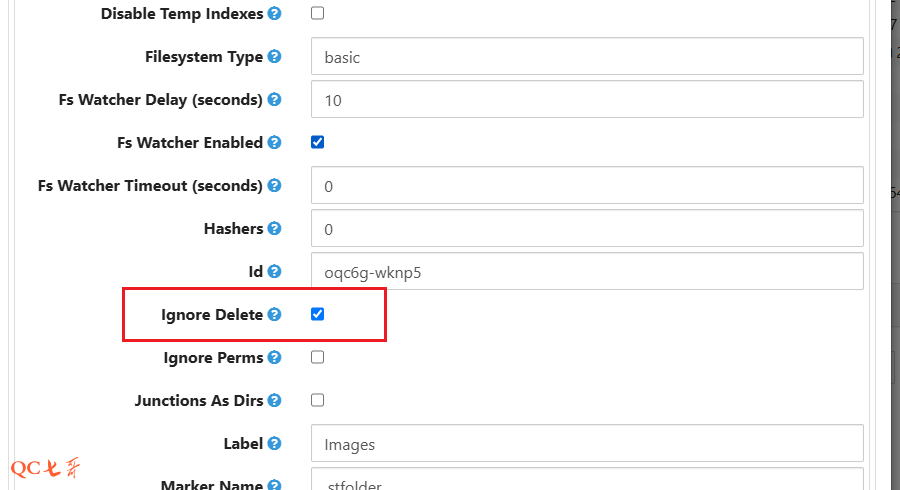 Disable Temp Indexes
Filesystem Type basic
Fs Watcher Delay (seconds) 10
Fs Watcher Enabled
Fs Watcher Timeout (seconds) 0
Hashers 0
Id oqc6g-wknp5
Ignore Delete
Ignore Perms
Junctions As Dirs
Label Images
QC七哥
Marker Name .stfolder